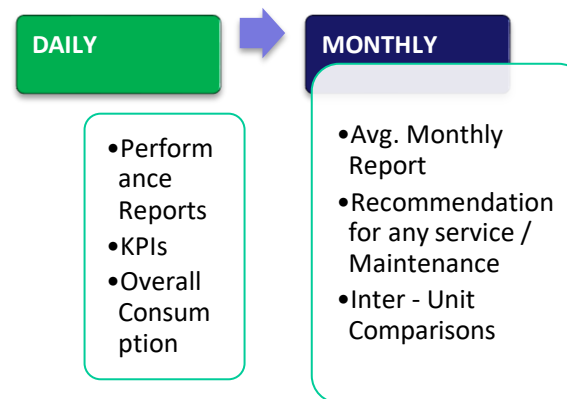 DAILY
•Perform
ance
Reports
•KPIs
•Overall
Consum
ption
MONTHLY
•Avg. Monthly
Report
•Recommendation
for any service /
Maintenance
•Inter - Unit
Comparisons